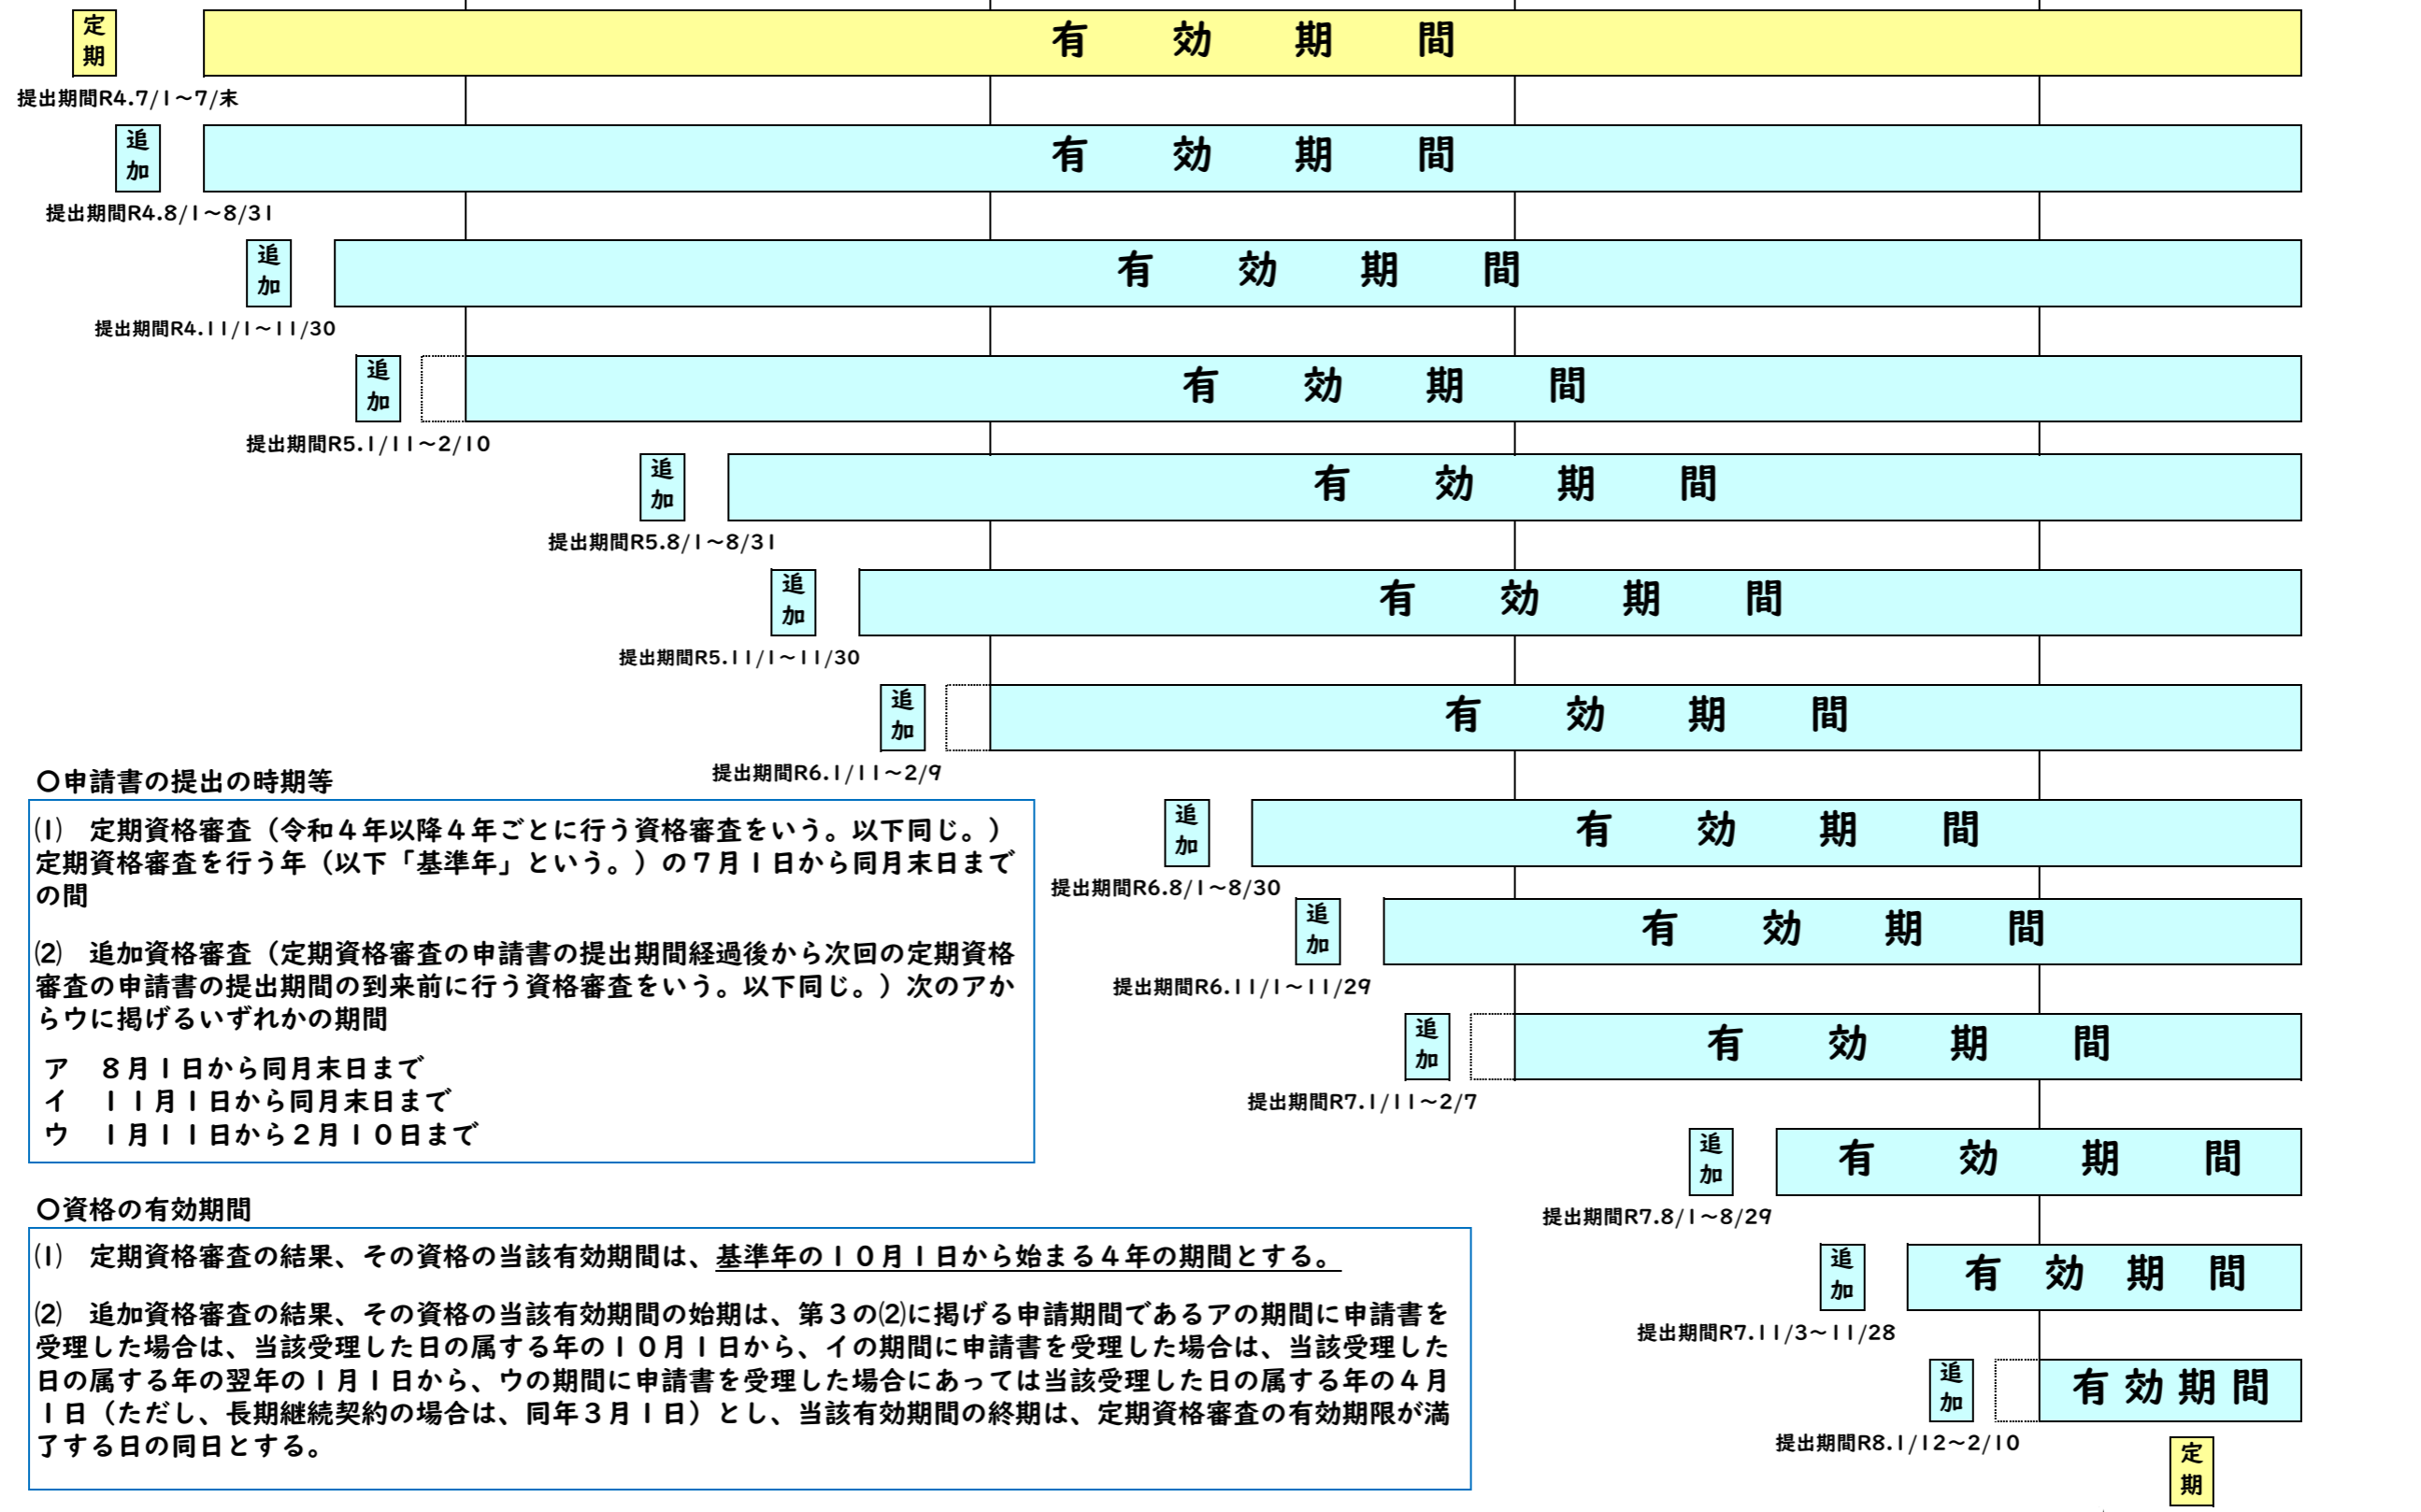 定期
有効期間
提出期間R4.7/1～7/末
追加
有効期間
提出期間R4.8/1～8/31
追加
有効期間
提出期間R4.11/1～11/30
追加
有効期間
提出期間R5.1/11～2/10
追加
有効期間
提出期間R5.8/1～8/31
追加
有効期間
提出期間R5.11/1～11/30
追加
有効期間
提出期間R6.1/11～2/9
追加
有効期間
提出期間R6.8/1～8/30
追加
有効期間
提出期間R6.11/1～11/29
追加
有効期間
提出期間R7.1/11～2/7
追加
有効期間
提出期間R7.8/1～8/29
追加
有効期間
提出期間R7.11/3～11/28
追加
有効期間
提出期間R8.1/12～2/10
定期
○申請書の提出の時期等
⑴　定期資格審査（令和４年以降４年ごとに行う資格審査をいう。以下同じ。）
定期資格審査を行う年（以下「基準年」という。）の７月１日から同月末日まで
の間
⑵　追加資格審査（定期資格審査の申請書の提出期間経過後から次回の定期資格
審査の申請書の提出期間の到来前に行う資格審査をいう。以下同じ。）次のアか
らウに掲げるいずれかの期間
ア　８月１日から同月末日まで
イ　１１月１日から同月末日まで
ウ　１月１１日から２月１０日まで
○資格の有効期間
⑴　定期資格審査の結果、その資格の当該有効期間は、基準年の１０月１日から始まる４年の期間とする。
⑵　追加資格審査の結果、その資格の当該有効期間の始期は、第３の⑵に掲げる申請期間であるアの期間に申請書を
受理した場合は、当該受理した日の属する年の１０月１日から、イの期間に申請書を受理した場合は、当該受理した
日の属する年の翌年の１月１日から、ウの期間に申請書を受理した場合にあっては当該受理した日の属する年の４月
１日（ただし、長期継続契約の場合は、同年３月１日）とし、当該有効期間の終期は、定期資格審査の有効期限が満
了する日の同日とする。